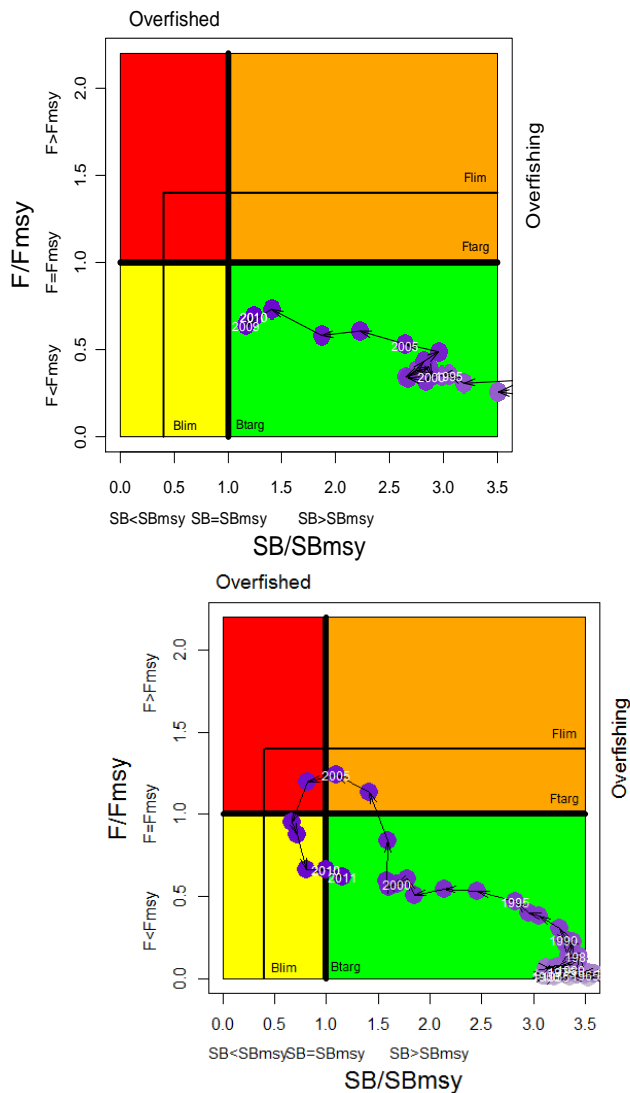 Overfished
F/Fmsy
F<Fmsy F=Fmsy F>Fmsy
0.0 0.5 1.0 1.5 2.0
Flim
Ftarg
Overfishing
2010
2009
2005
2000
1995
Blim
Btarg
0.0 0.5 1.0 1.5 2.0 2.5 3.0 3.5
SB<SBmsy SB=SBmsy SB>SBmsy
SB/SBmsy
Overfished
F/Fmsy
F<Fmsy F=Fmsy F>Fmsy
0.0 0.5 1.0 1.5 2.0
Flim
Ftarg
Overfishing
2005
2010
2011
2000
1995
1990
Blim
Btarg
0.0 0.5 1.0 1.5 2.0 2.5 3.0 3.5
SB<SBmsy SB=SBmsy SB>SBmsy
SB/SBmsy